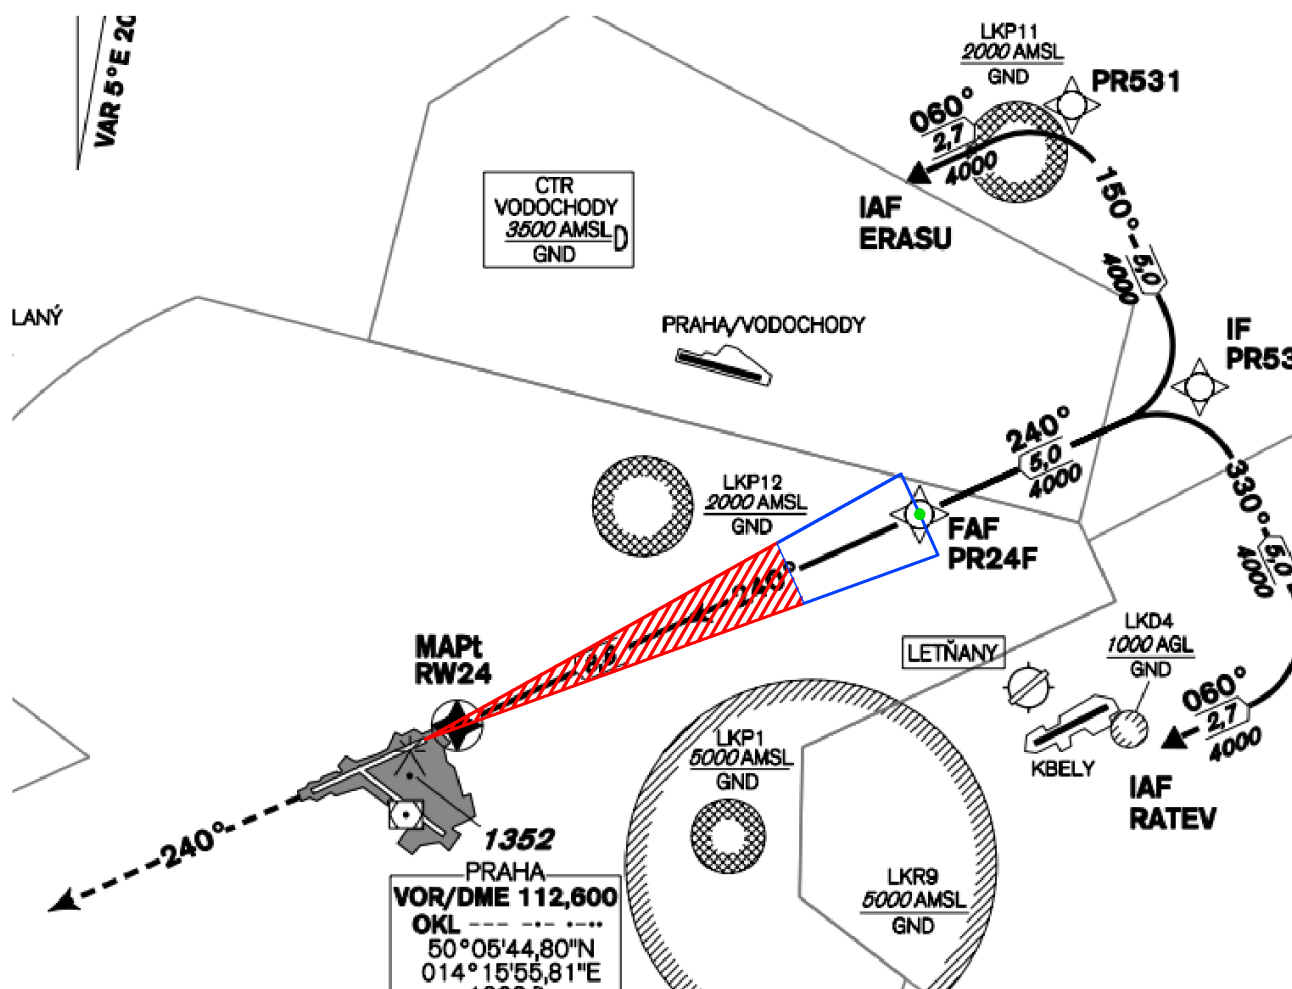 VAR 5°E 20
LKP11
2000 AMSL
GND
PR531
060°
2,7
4000
IAF
ERASU
150°
5,0
4000
CTR
VODOCHODY
3500 AMSL
D
GND
LANÝ
PRAHA/VODOCHODY
IF
PR53
240°
5,0
4000
LKP12
2000 AMSL
GND
FAF
PR24F
330°
5,0
4000
240°
MAPt
RW24
LETŇANY
LKD4
1000 AGL
GND
060°
2,7
4000
KBELY
IAF
RATEV
LKP1
5000 AMSL
GND
LKR9
5000 AMSL
GND
240°
1352
PRAHA
VOR/DME 112,600
OKL
50°05'44,80"N
014°15'55,81"E